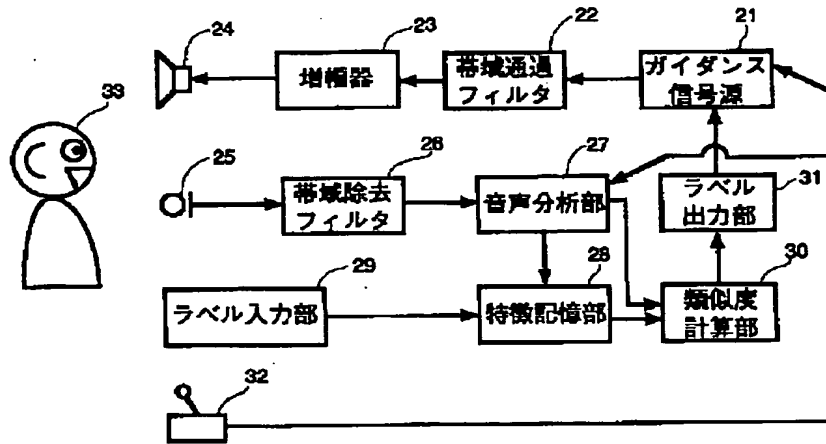 24
23
22
21
増幅器
帯域通過
フィルタ
ガイダンス
信号源
33
25
26
27
帯域除去
フィルタ
音声分析部
ラベル
出力部
31
29
28
30
ラベル入力部
特徴記憶部
類似度
計算部
32